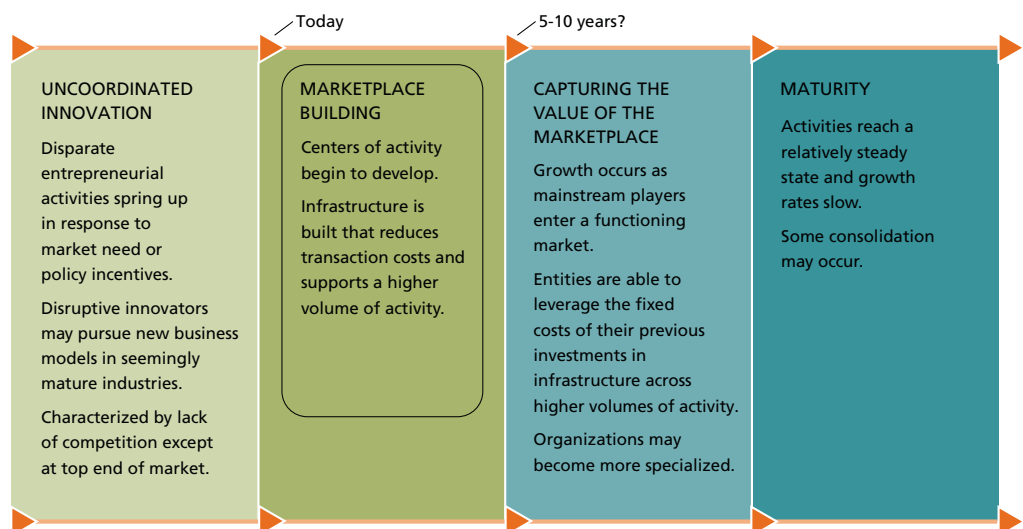 Today
5-10 years?
UNCOORDINATED
INNOVATION
Disparate
entrepreneurial
activities spring up
in response to
market need or
policy incentives.
Disruptive innovators
may pursue new business
models in seemingly
mature industries.
Characterized by lack
of competition except
at top end of market.
MARKETPLACE
BUILDING
Centers of activity
begin to develop.
Infrastructure is
built that reduces
transaction costs and
supports a higher
volume of activity.
CAPTURING THE
VALUE OF THE
MARKETPLACE
Growth occurs as
mainstream players
enter a functioning
market.
Entities are able to
leverage the fixed
costs of their previous
investments in
infrastructure across
higher volumes of activity.
Organizations may
become more specialized.
MATURITY
Activities reach a
relatively steady
state and growth
rates slow.
Some consolidation
may occur.